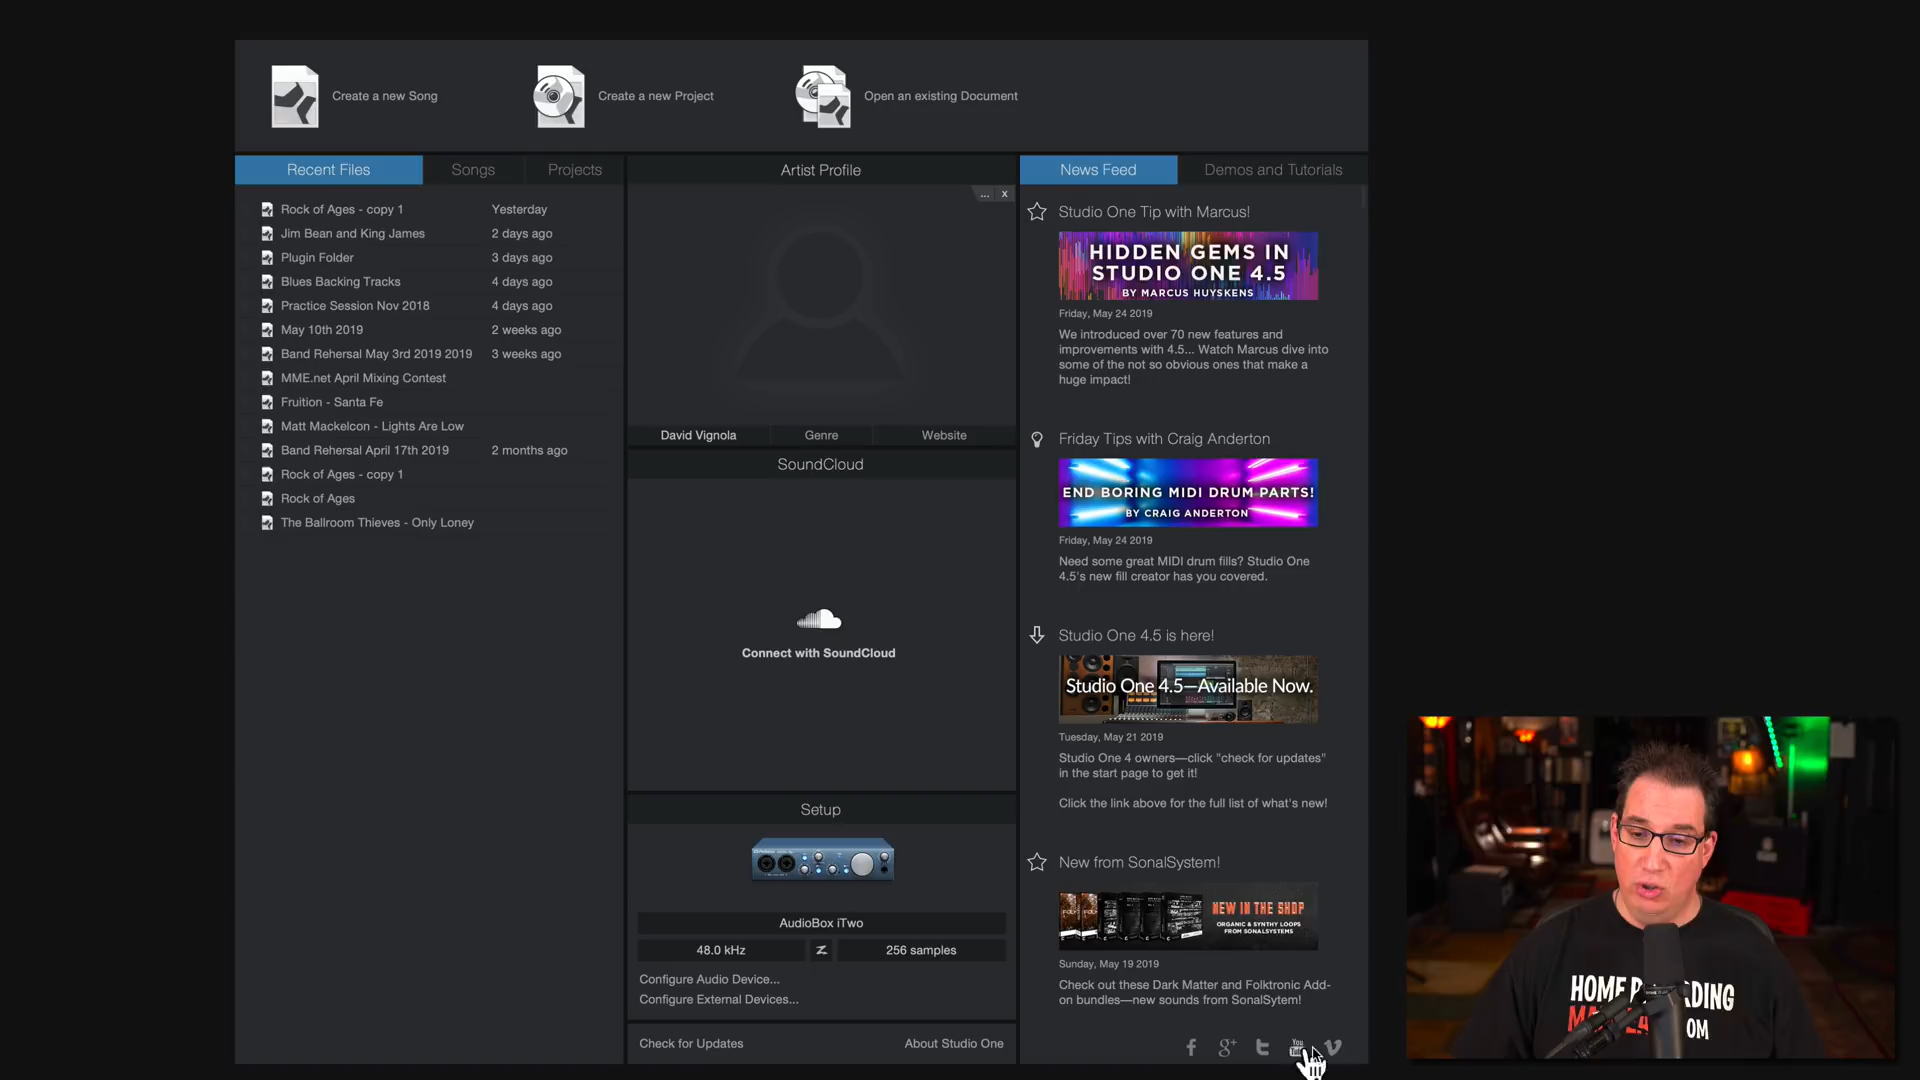 Create a new Song
Create a new Project
Open an existing Document
Recent Files
Songs
Projects
Rock of Ages - copy 1
Yesterday
Jim Bean and King James
2 days ago
Plugin Folder
3 days ago
Blues Backing Tracks
4 days ago
Practice Session Nov 2018
4 days ago
May 10th 2019
2 weeks ago
Band Rehersal May 3rd 2019 2019
3 weeks ago
MME.net April Mixing Contest
Fruition - Santa Fe
Matt Mackelcon - Lights Are Low
Band Rehersal April 17th 2019
2 months ago
Rock of Ages - copy 1
Rock of Ages
The Ballroom Thieves - Only Loney
Artist Profile
... x
David Vignola
Genre
Website
SoundCloud
Connect with SoundCloud
Setup
AudioBox iTwo
48.0 kHz
256 samples
Configure Audio Device...
Configure External Devices...
Check for Updates
About Studio One
News Feed
Demos and Tutorials
Studio One Tip with Marcus!
HIDDEN GEMS IN
STUDIO ONE 4.5
BY MARCUS HUYSKENS
Friday, May 24 2019
We introduced over 70 new features and
improvements with 4.5... Watch Marcus dive into
some of the not so obvious ones that make a
huge impact!
Friday Tips with Craig Anderton
END BORING MIDI DRUM PARTS!
BY CRAIG ANDERTON
Friday, May 24 2019
Need some great MIDI drum fills? Studio One
4.5's new fill creator has you covered.
Studio One 4.5 is here!
Studio One 4.5—Available Now.
Tuesday, May 21 2019
Studio One 4 owners—click "check for updates"
in the start page to get it!
Click the link above for the full list of what's new!
New from SonalSystem!
NEW IN THE SHOP
ORGANIC & SYNTHY LOOPS
FROM SONALSYSTEMS
Sunday, May 19 2019
Check out these Dark Matter and Folktronic Add-
on bundles—new sounds from SonalSytem!
You
HOME